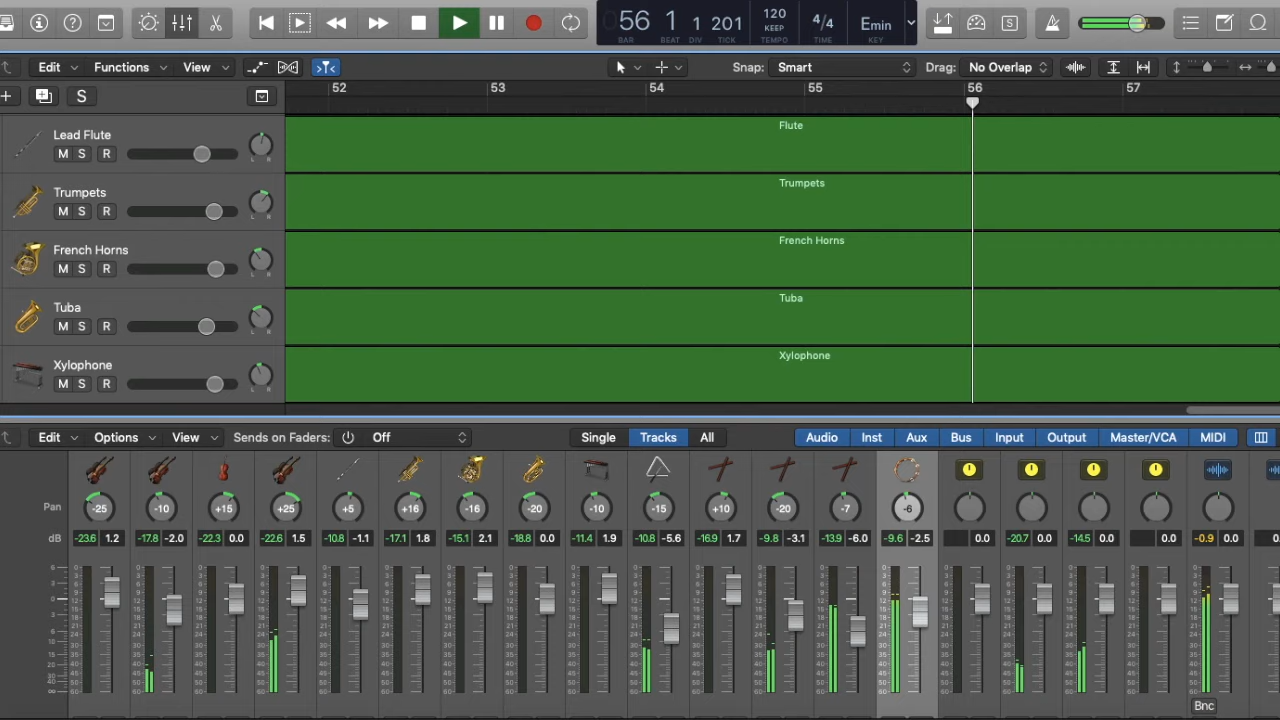 56 1 1 201 120 4/4 Emin
KEEP
BAR BEAT DIV TICK TEMPO TIME KEY
Edit Functions View Snap: Smart Drag: No Overlap
S 52 53 54 55 56 57
Lead Flute Flute
M S R L R
Trumpets Trumpets
M S R L R
French Horns French Horns
M S R L R
Tuba Tuba
M S R L R
Xylophone Xylophone
M S R L R
Edit Options View Sends on Faders: Off Single Tracks All Audio Inst Aux Bus Input Output Master/VCA MIDI
Pan -25 -10 +15 +25 +5 +16 -16 -20 -10 -15 +10 -20 -7 -6
dB -23.6 1.2 -17.8 -2.0 -22.3 0.0 -22.6 1.5 -10.8 -1.1 -17.1 1.8 -15.1 2.1 -18.8 0.0 -11.4 1.9 -10.8 -5.6 -16.9 1.7 -9.8 -3.1 -13.9 -6.0 -9.6 -2.5 0.0 -20.7 0.0 -14.5 0.0 0.0 -0.9 0.0
Bnc